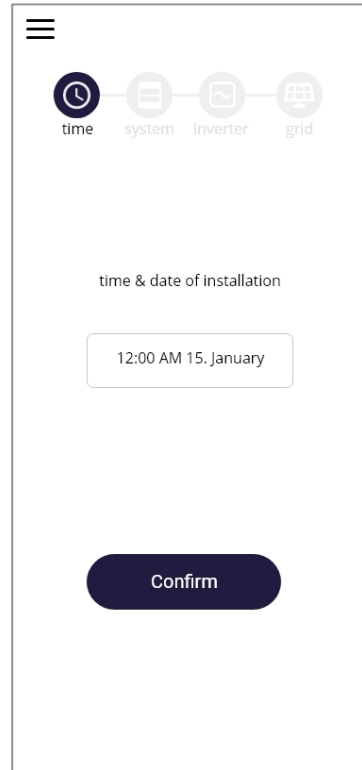 time system inverter grid
time & date of installation
12:00 AM 15. January
Confirm